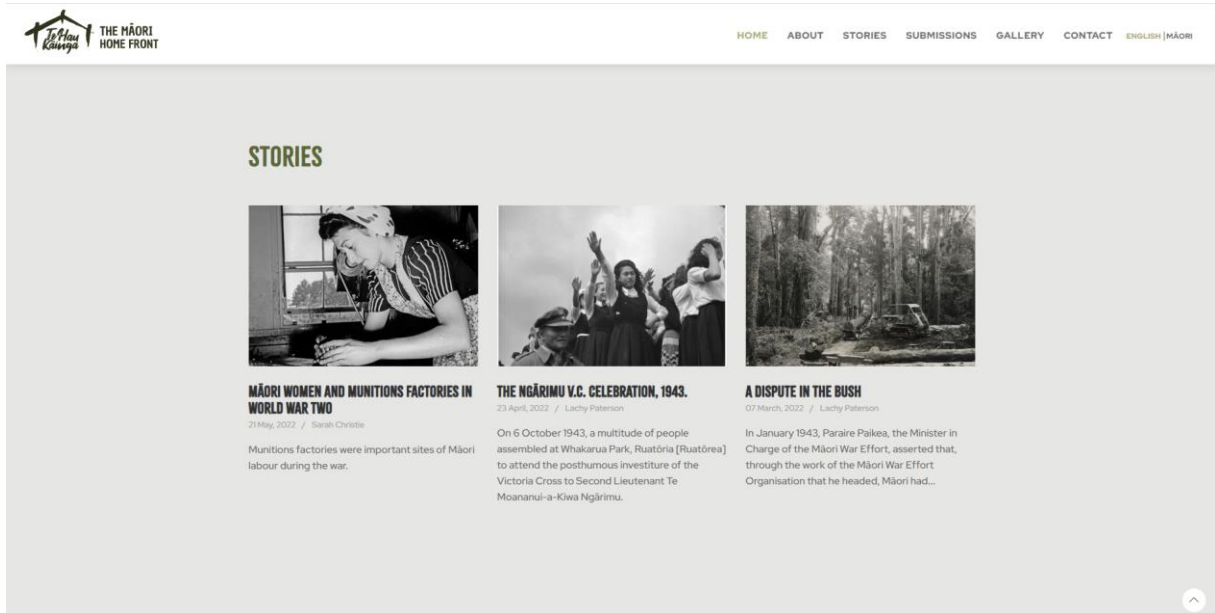 Te Hau Kāinga
THE MĀORI
HOME FRONT
HOME ABOUT STORIES SUBMISSIONS GALLERY CONTACT ENGLISH | MĀORI
STORIES
MĀORI WOMEN AND MUNITIONS FACTORIES IN
WORLD WAR TWO
21 May, 2022 / Sarah Christie
Munitions factories were important sites of Māori
labour during the war.
THE NGĀRIMU V.C. CELEBRATION, 1943.
23 April, 2022 / Lachy Paterson
On 6 October 1943, a multitude of people
assembled at Whakarua Park, Ruatōria [Ruatōrea]
to attend the posthumous investiture of the
Victoria Cross to Second Lieutenant Te
Moananui-a-Kiwa Ngārimu.
A DISPUTE IN THE BUSH
07 March, 2022 / Lachy Paterson
In January 1943, Paraire Paikea, the Minister in
Charge of the Māori War Effort, asserted that,
through the work of the Māori War Effort
Organisation that he headed, Māori had...